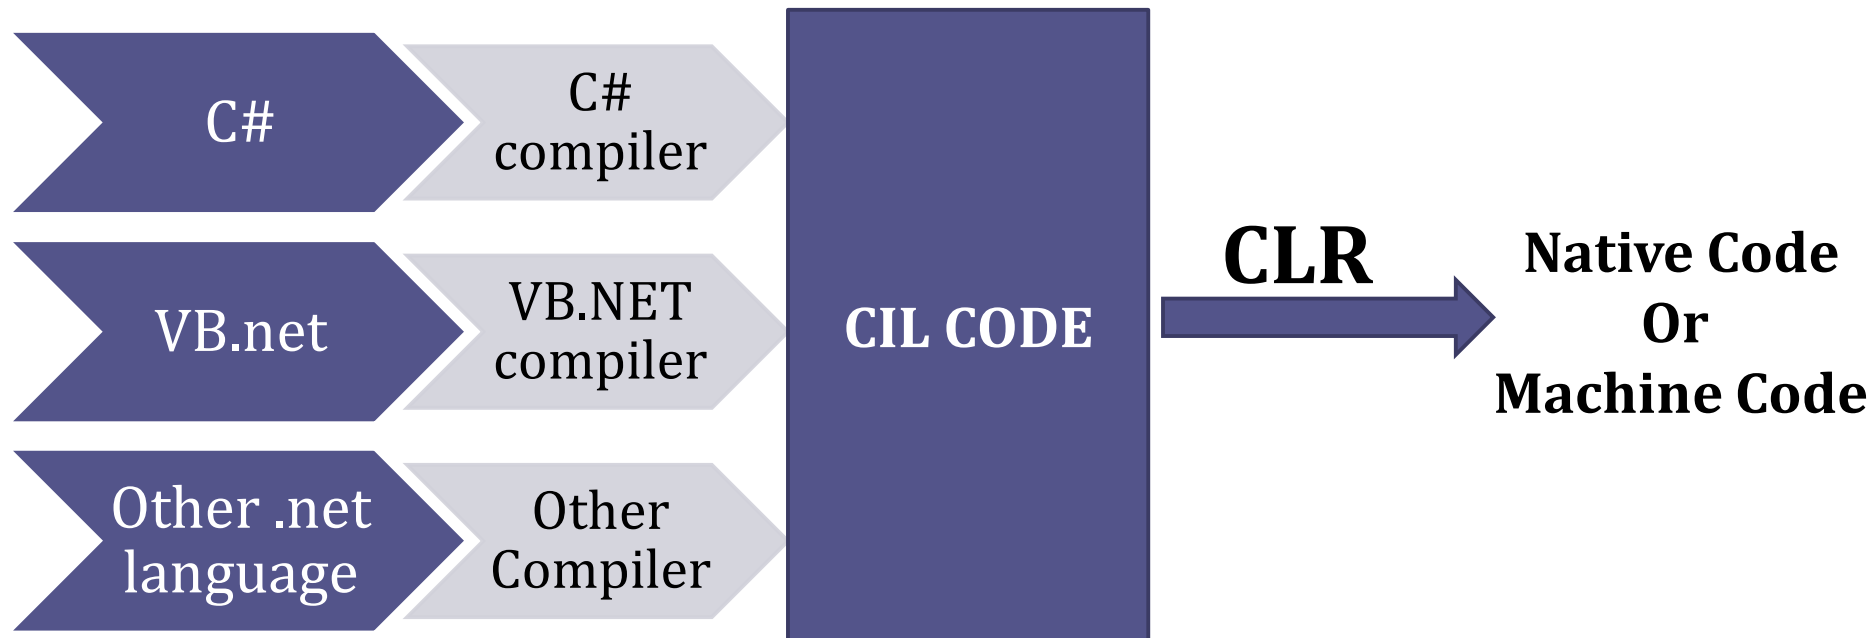 C#
C#
compiler
VB.net
VB.NET
compiler
Other .net
language
Other
Compiler
CIL CODE
CLR
Native Code
Or
Machine Code